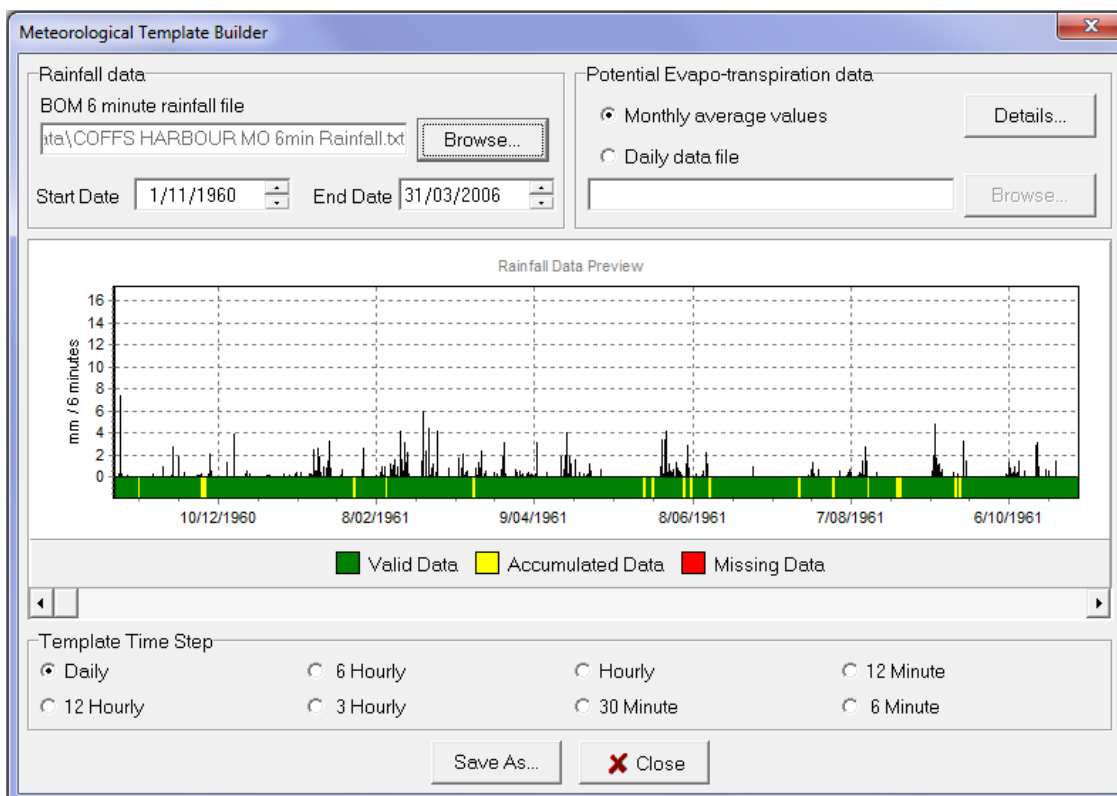 Meteorological Template Builder
Rainfall data
BOM 6 minute rainfall file
ata\COFFS HARBOUR MO 6min Rainfall.txt Browse...
Start Date 1/11/1960 End Date 31/03/2006
Potential Evapo-transpiration data
Monthly average values Details...
Daily data file
Browse...
Rainfall Data Preview
mm / 6 minutes
16
14
12
10
8
6
4
2
0
10/12/1960 8/02/1961 9/04/1961 8/06/1961 7/08/1961 6/10/1961
Valid Data Accumulated Data Missing Data
Template Time Step
Daily 6 Hourly Hourly 12 Minute
12 Hourly 3 Hourly 30 Minute 6 Minute
Save As... Close